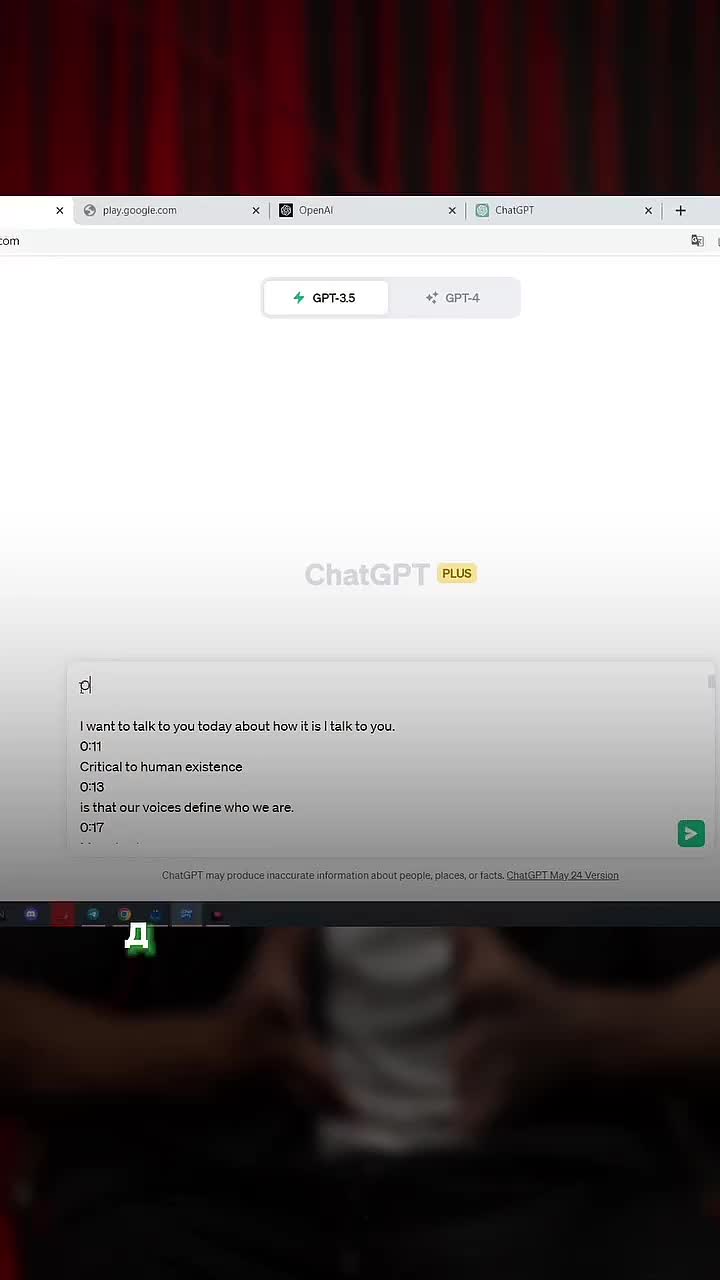 play.google.com
OpenAI
ChatGPT
com
GPT-3.5
GPT-4
ChatGPT PLUS
I want to talk to you today about how it is I talk to you.
0:11
Critical to human existence
0:13
is that our voices define who we are.
0:17
ChatGPT may produce inaccurate information about people, places, or facts. ChatGPT May 24 Version
Д